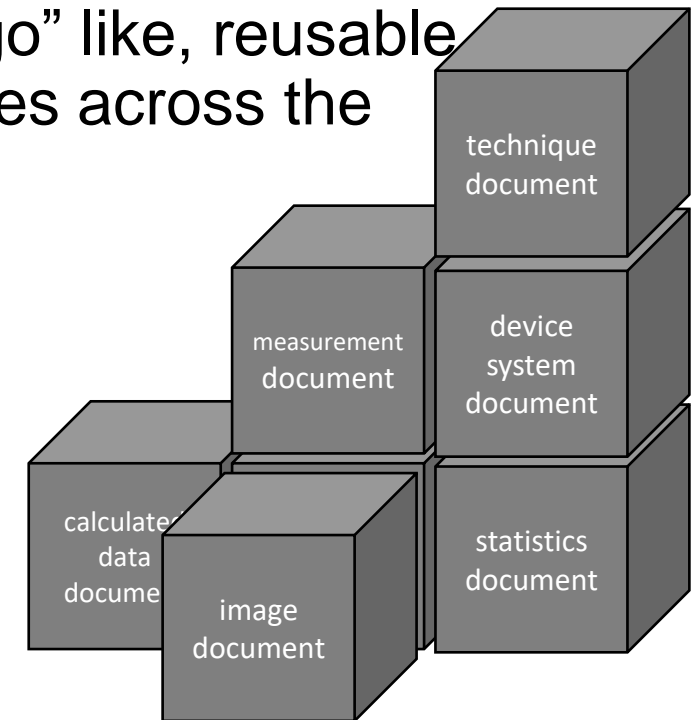 like, reusable
across the
technique
document
measurement
document
device
system
document
data
statistics
document
image
document